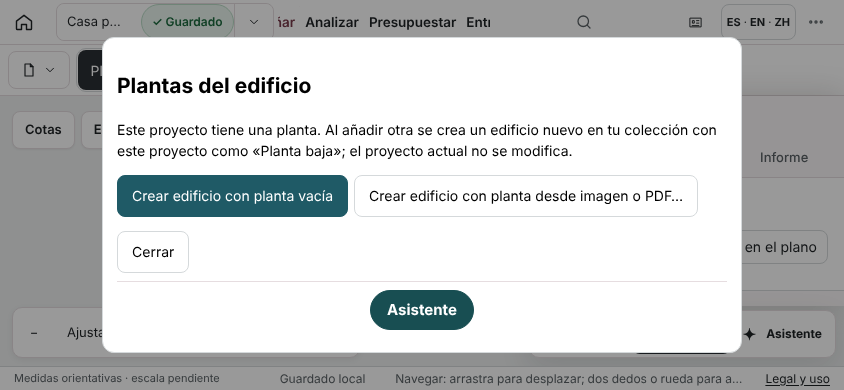 Casa p...
✓ Guardado
ñar
Analizar
Presupuestar
Entr
ES · EN · ZH
Cotas
Plantas del edificio
Este proyecto tiene una planta. Al añadir otra se crea un edificio nuevo en tu colección con
este proyecto como «Planta baja»; el proyecto actual no se modifica.
Informe
Crear edificio con planta vacía
Crear edificio con planta desde imagen o PDF...
en el plano
Cerrar
Asistente
– Ajusta
Asistente
Medidas orientativas · escala pendiente
Guardado local
Navegar: arrastra para desplazar; dos dedos o rueda para a...
Legal y uso